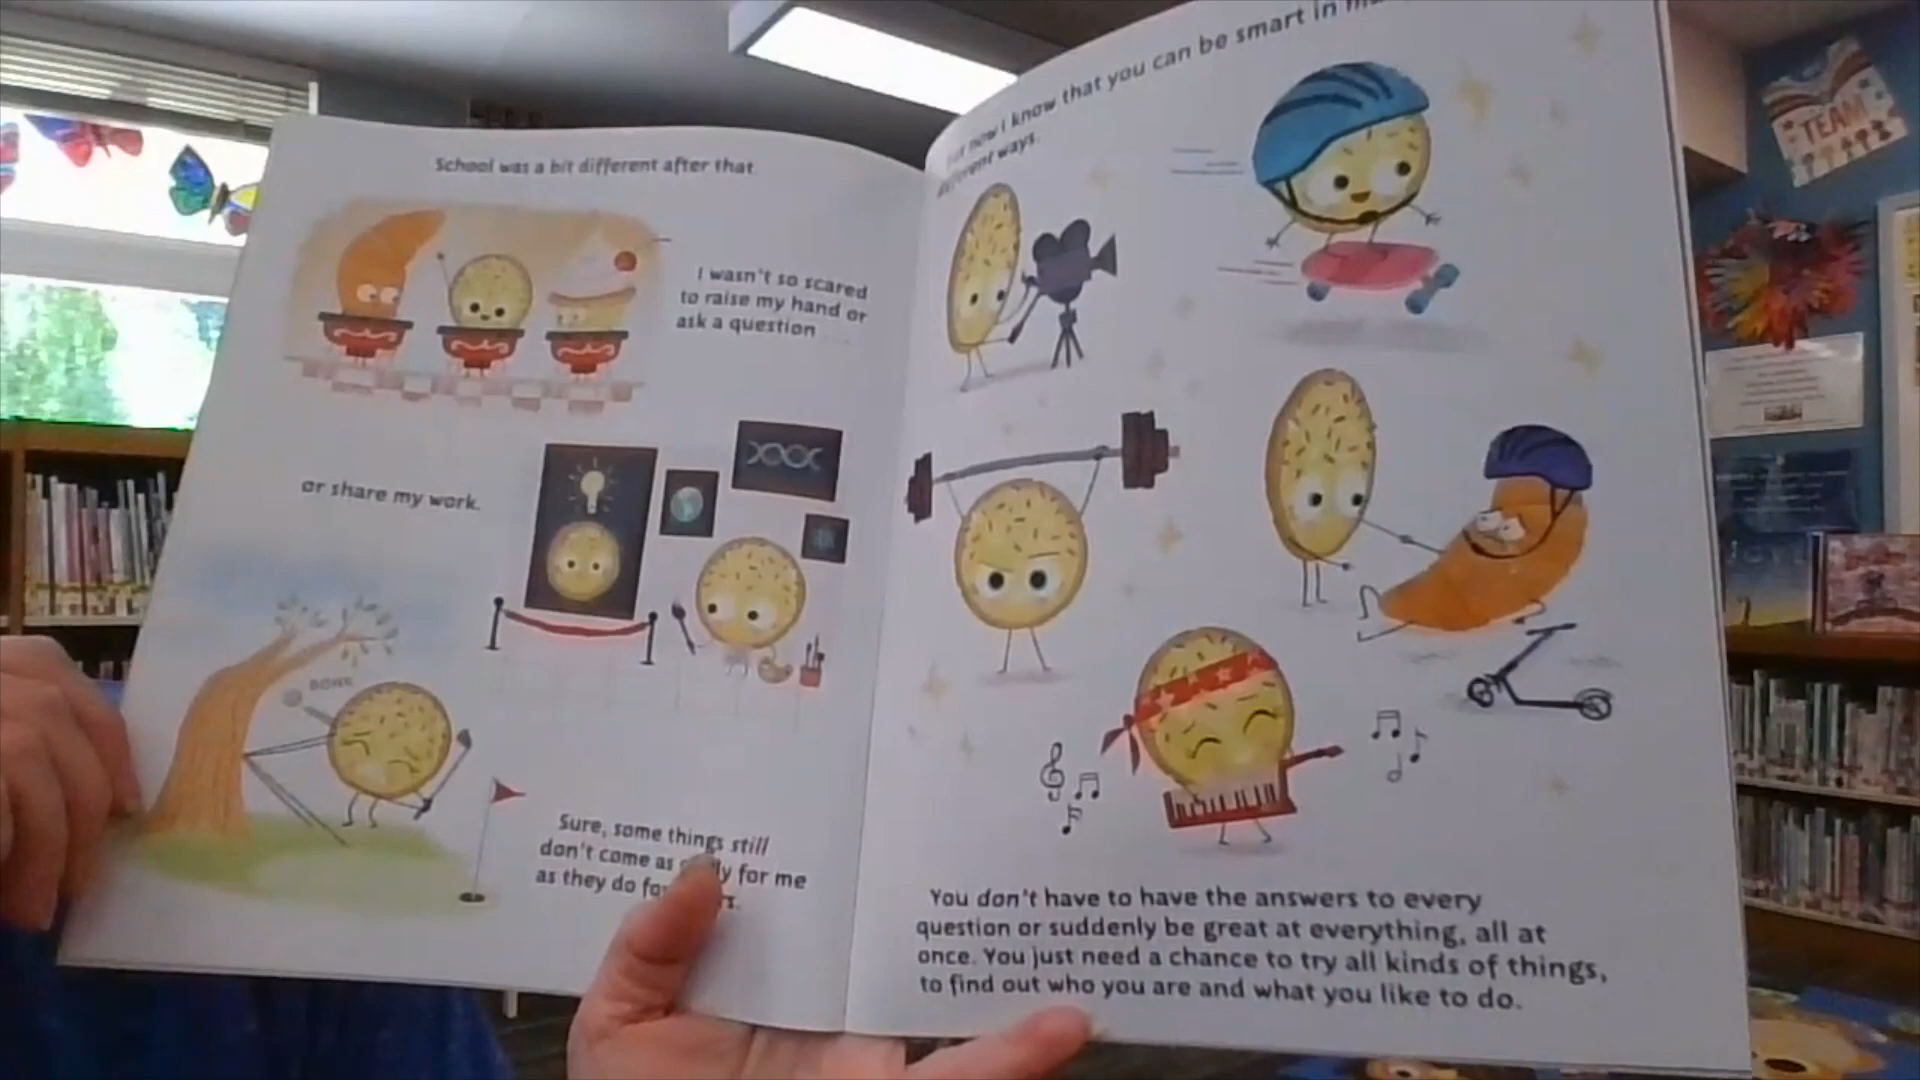 School was a bit different after that.
I wasn't so scared
to raise my hand or
ask a question
or share my work.
BONK
Sure, some things still
don't come as for me
as they do
now I know that you can be smart in
different ways.
You don't have to have the answers to every
question or suddenly be great at everything, all at
once. You just need a chance to try all kinds of things,
to find out who you are and what you like to do.
TEAM